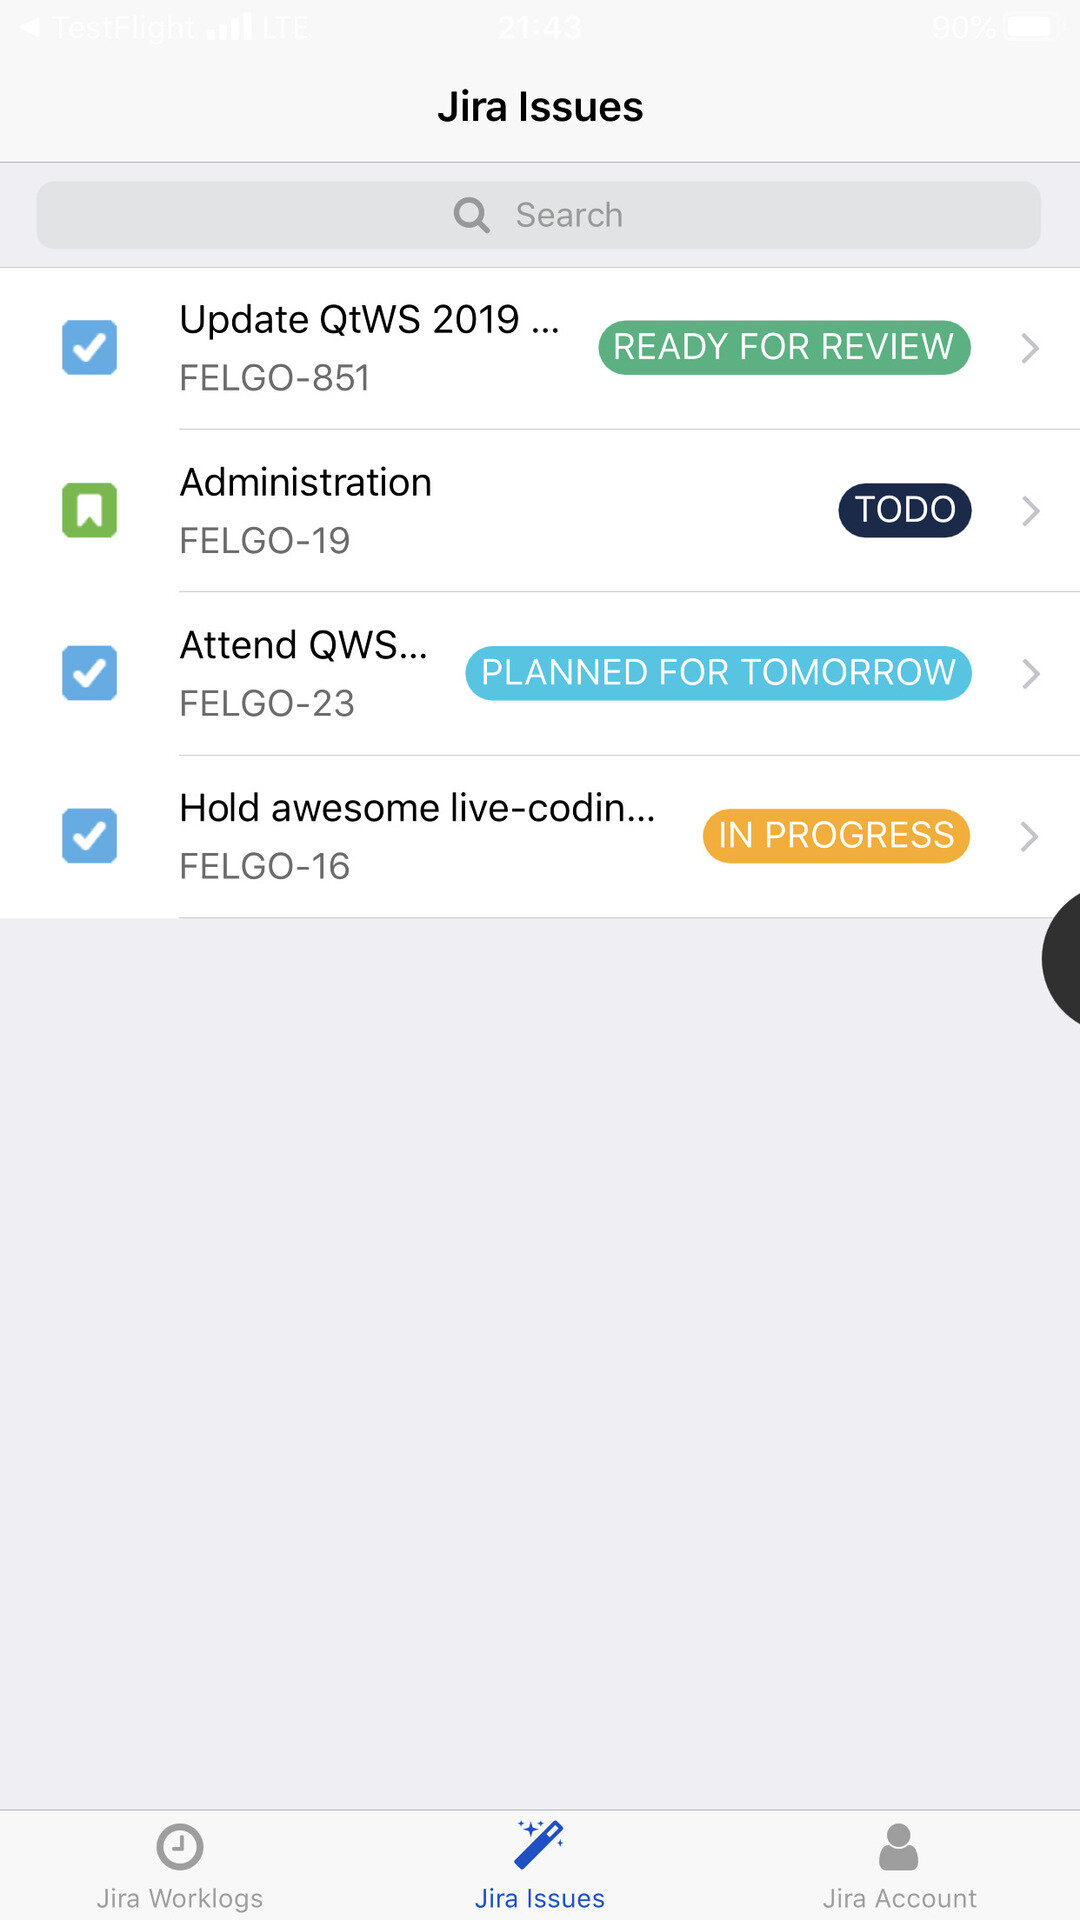 TestFlight LTE 21:43 90%
Jira Issues
Search
Update QtWS 2019 ...
READY FOR REVIEW
FELGO-851
Administration
TODO
FELGO-19
Attend QWS...
PLANNED FOR TOMORROW
FELGO-23
Hold awesome live-codin...
IN PROGRESS
FELGO-16
Jira Worklogs Jira Issues Jira Account